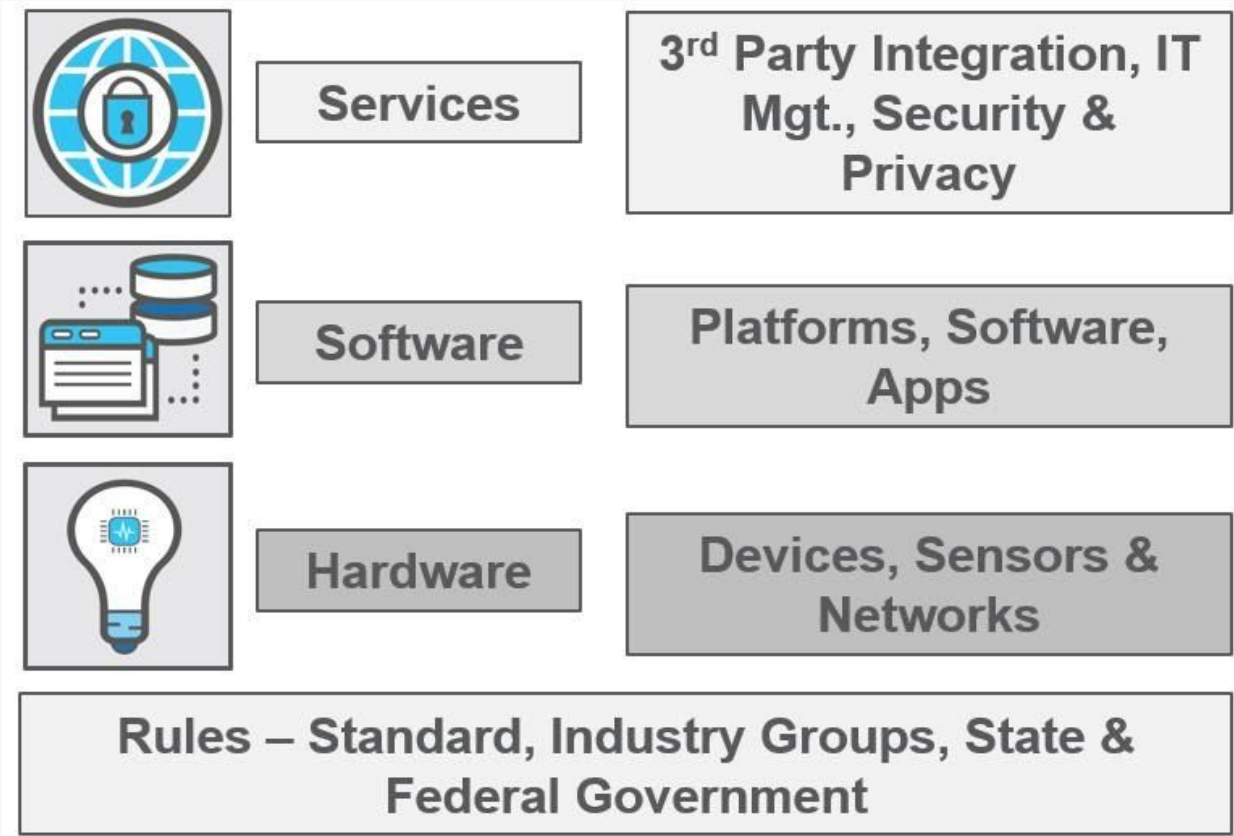 Services
3rd Party Integration, IT
Mgt., Security &
Privacy
Software
Platforms, Software,
Apps
Hardware
Devices, Sensors &
Networks
Rules – Standard, Industry Groups, State &
Federal Government